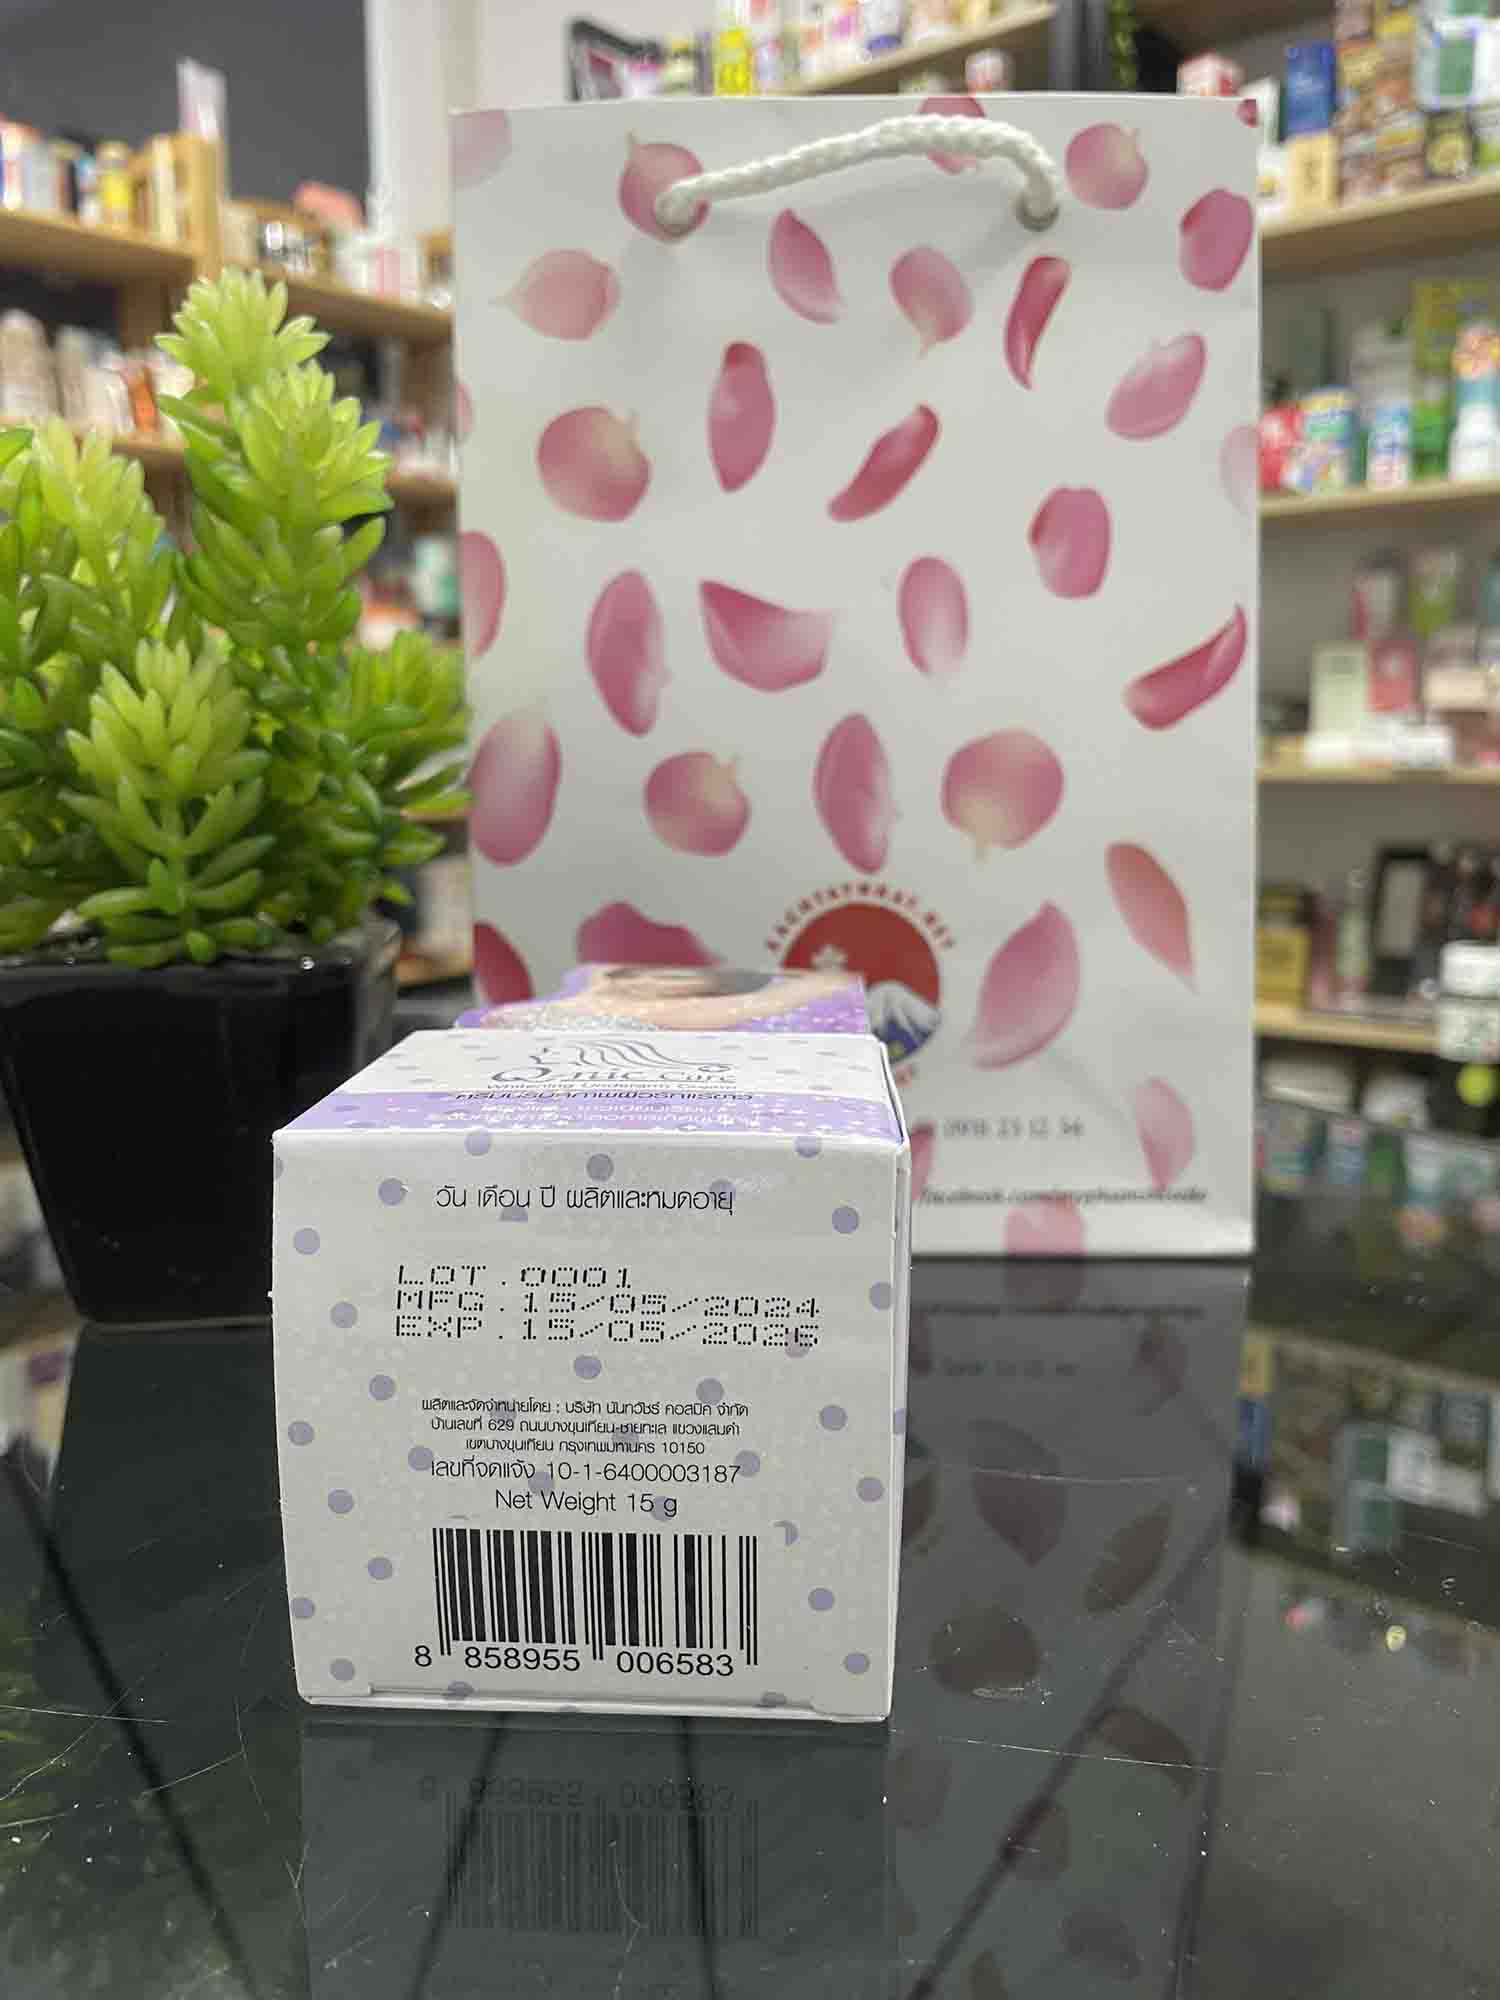 XACHTAYNHAT.NET
0918 23 12 36
Q-nic care
Whitening Underarm Cream
วัน เดือน ปี ผลิตและหมดอายุ
LOT.0001
MFG.15/05/2024
EXP.15/05/2026
ผลิตและจัดจำหน่ายโดย : บริษัท นันทวัชร์ คอสเมิค จำกัด
บ้านเลขที่ 629 ถนนบางขุนเทียน-ชายทะเล แขวงแสมดำ
เขตบางขุนเทียน กรุงเทพมหานคร 10150
เลขที่จดแจ้ง 10-1-6400003187
Net Weight 15 g
8 858955 006583